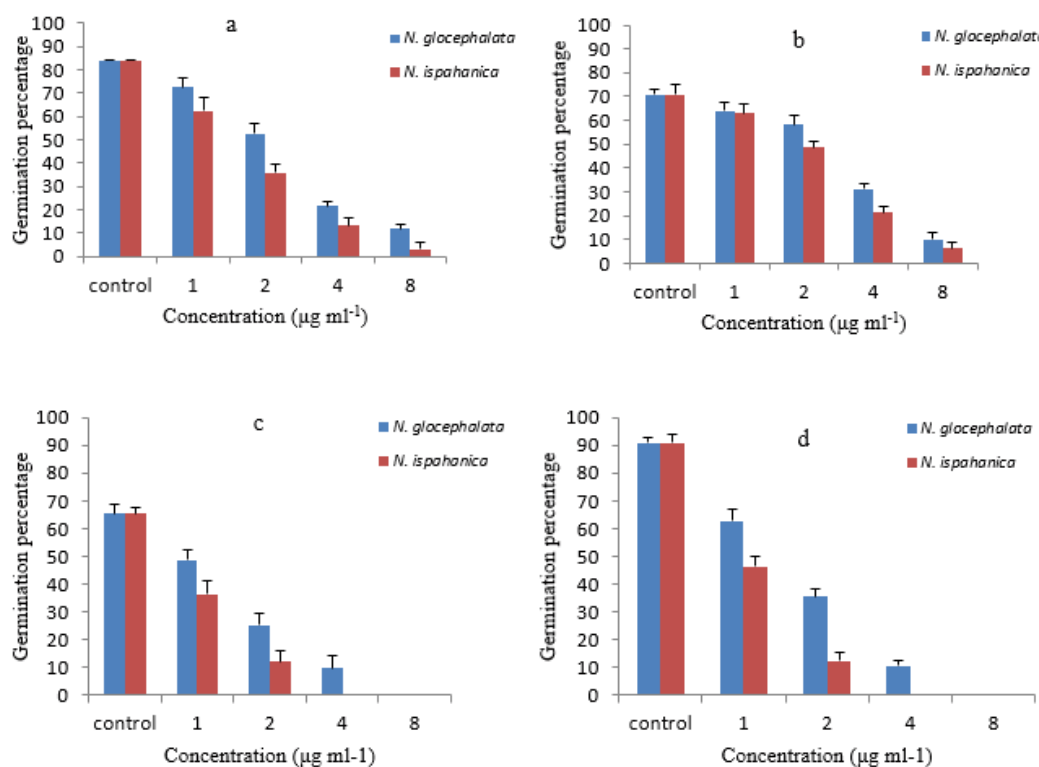 a
N. glocephalata
N. ispahanica
Germination percentage
100
90
80
70
60
50
40
30
20
10
0
control 1 2 4 8
Concentration (µg ml-1)
b
N. glocephalata
N. ispahanica
Germination percentage
100
90
80
70
60
50
40
30
20
10
0
control 1 2 4 8
Concentration (µg ml-1)
c
N. glocephalata
N. ispahanica
Germination percentage
100
90
80
70
60
50
40
30
20
10
0
control 1 2 4 8
Concentration (µg ml-1)
d
N. glocephalata
N. ispahanica
Germination percentage
100
90
80
70
60
50
40
30
20
10
0
control 1 2 4 8
Concentration (µg ml-1)